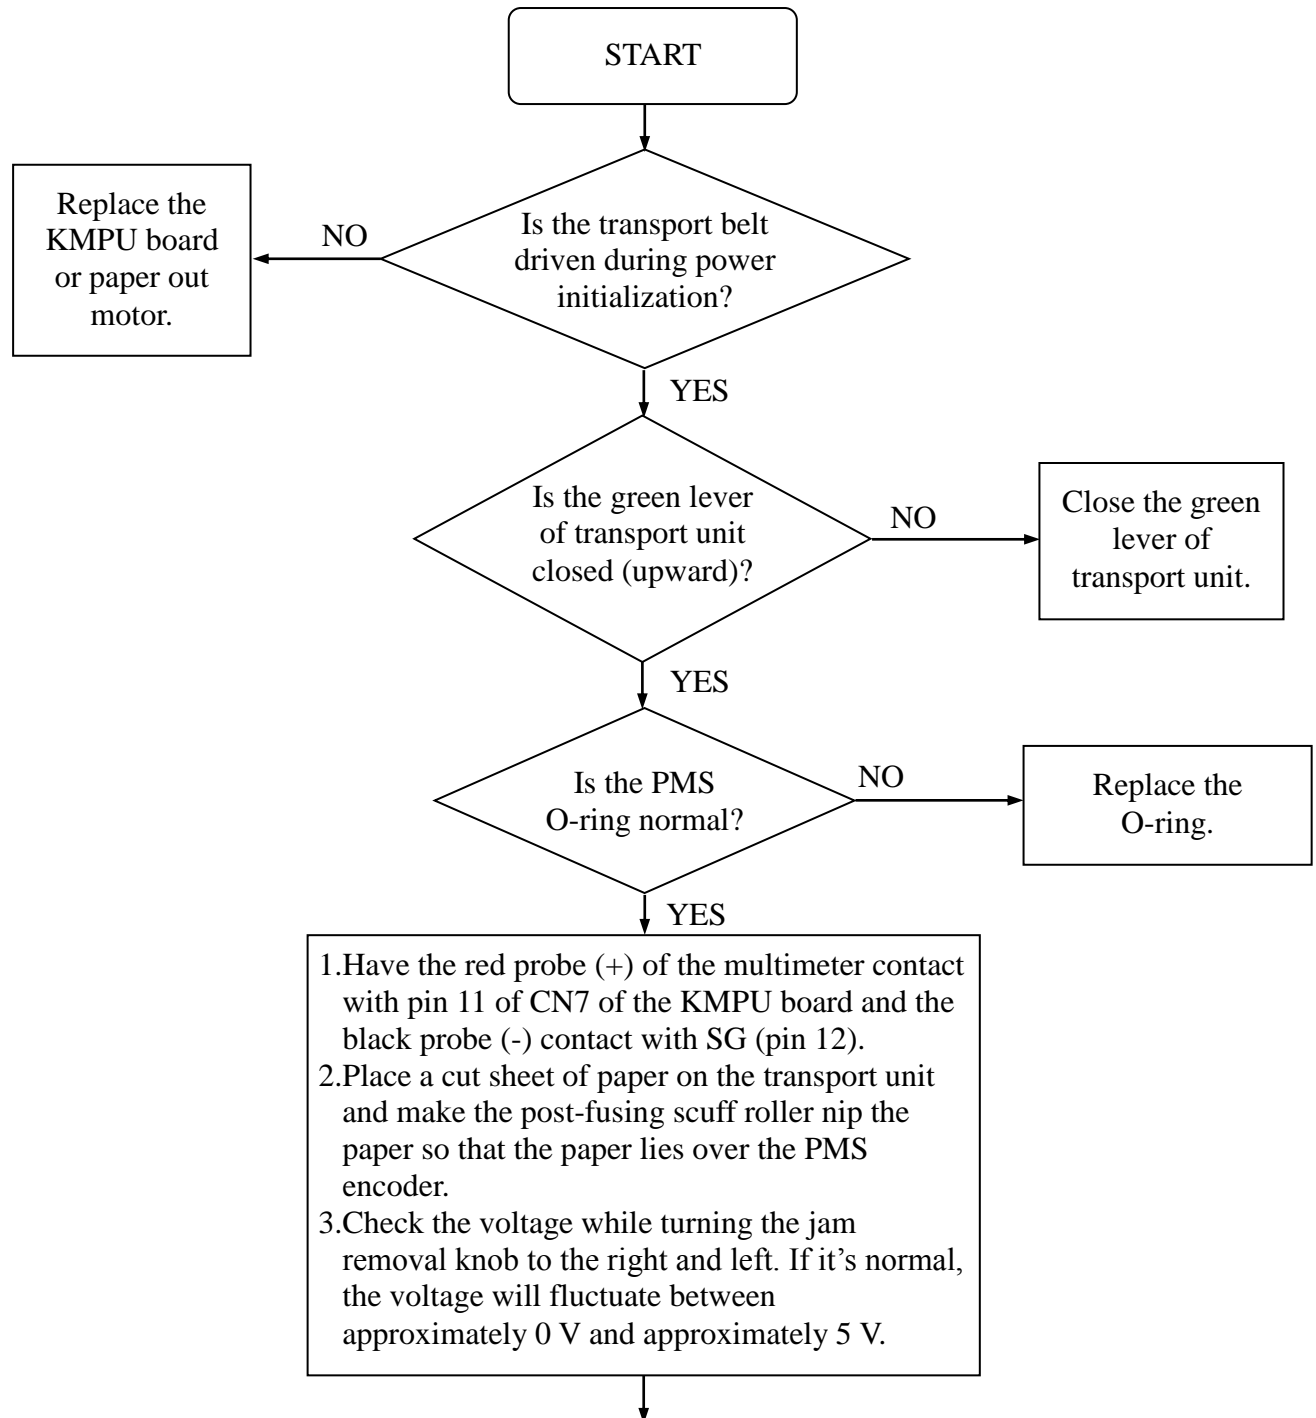 START
Is the transport belt
driven during power
initialization?
NO
Replace the
KMPU board
or paper out
motor.
YES
Is the green lever
of transport unit
closed (upward)?
NO
Close the green
lever of
transport unit.
YES
Is the PMS
O-ring normal?
NO
Replace the
O-ring.
YES
1.Have the red probe (+) of the multimeter contact
with pin 11 of CN7 of the KMPU board and the
black probe (-) contact with SG (pin 12).
2.Place a cut sheet of paper on the transport unit
and make the post-fusing scuff roller nip the
paper so that the paper lies over the PMS
encoder.
3.Check the voltage while turning the jam
removal knob to the right and left. If it’s normal,
the voltage will fluctuate between
approximately 0 V and approximately 5 V.